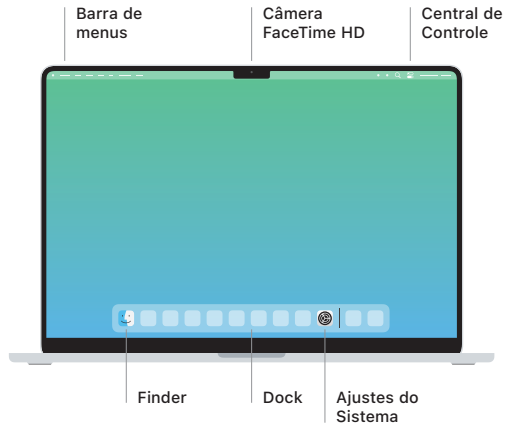 Barra de
menus
Câmera
FaceTime HD
Central de
Controle
Finder
Dock
Ajustes do
Sistema